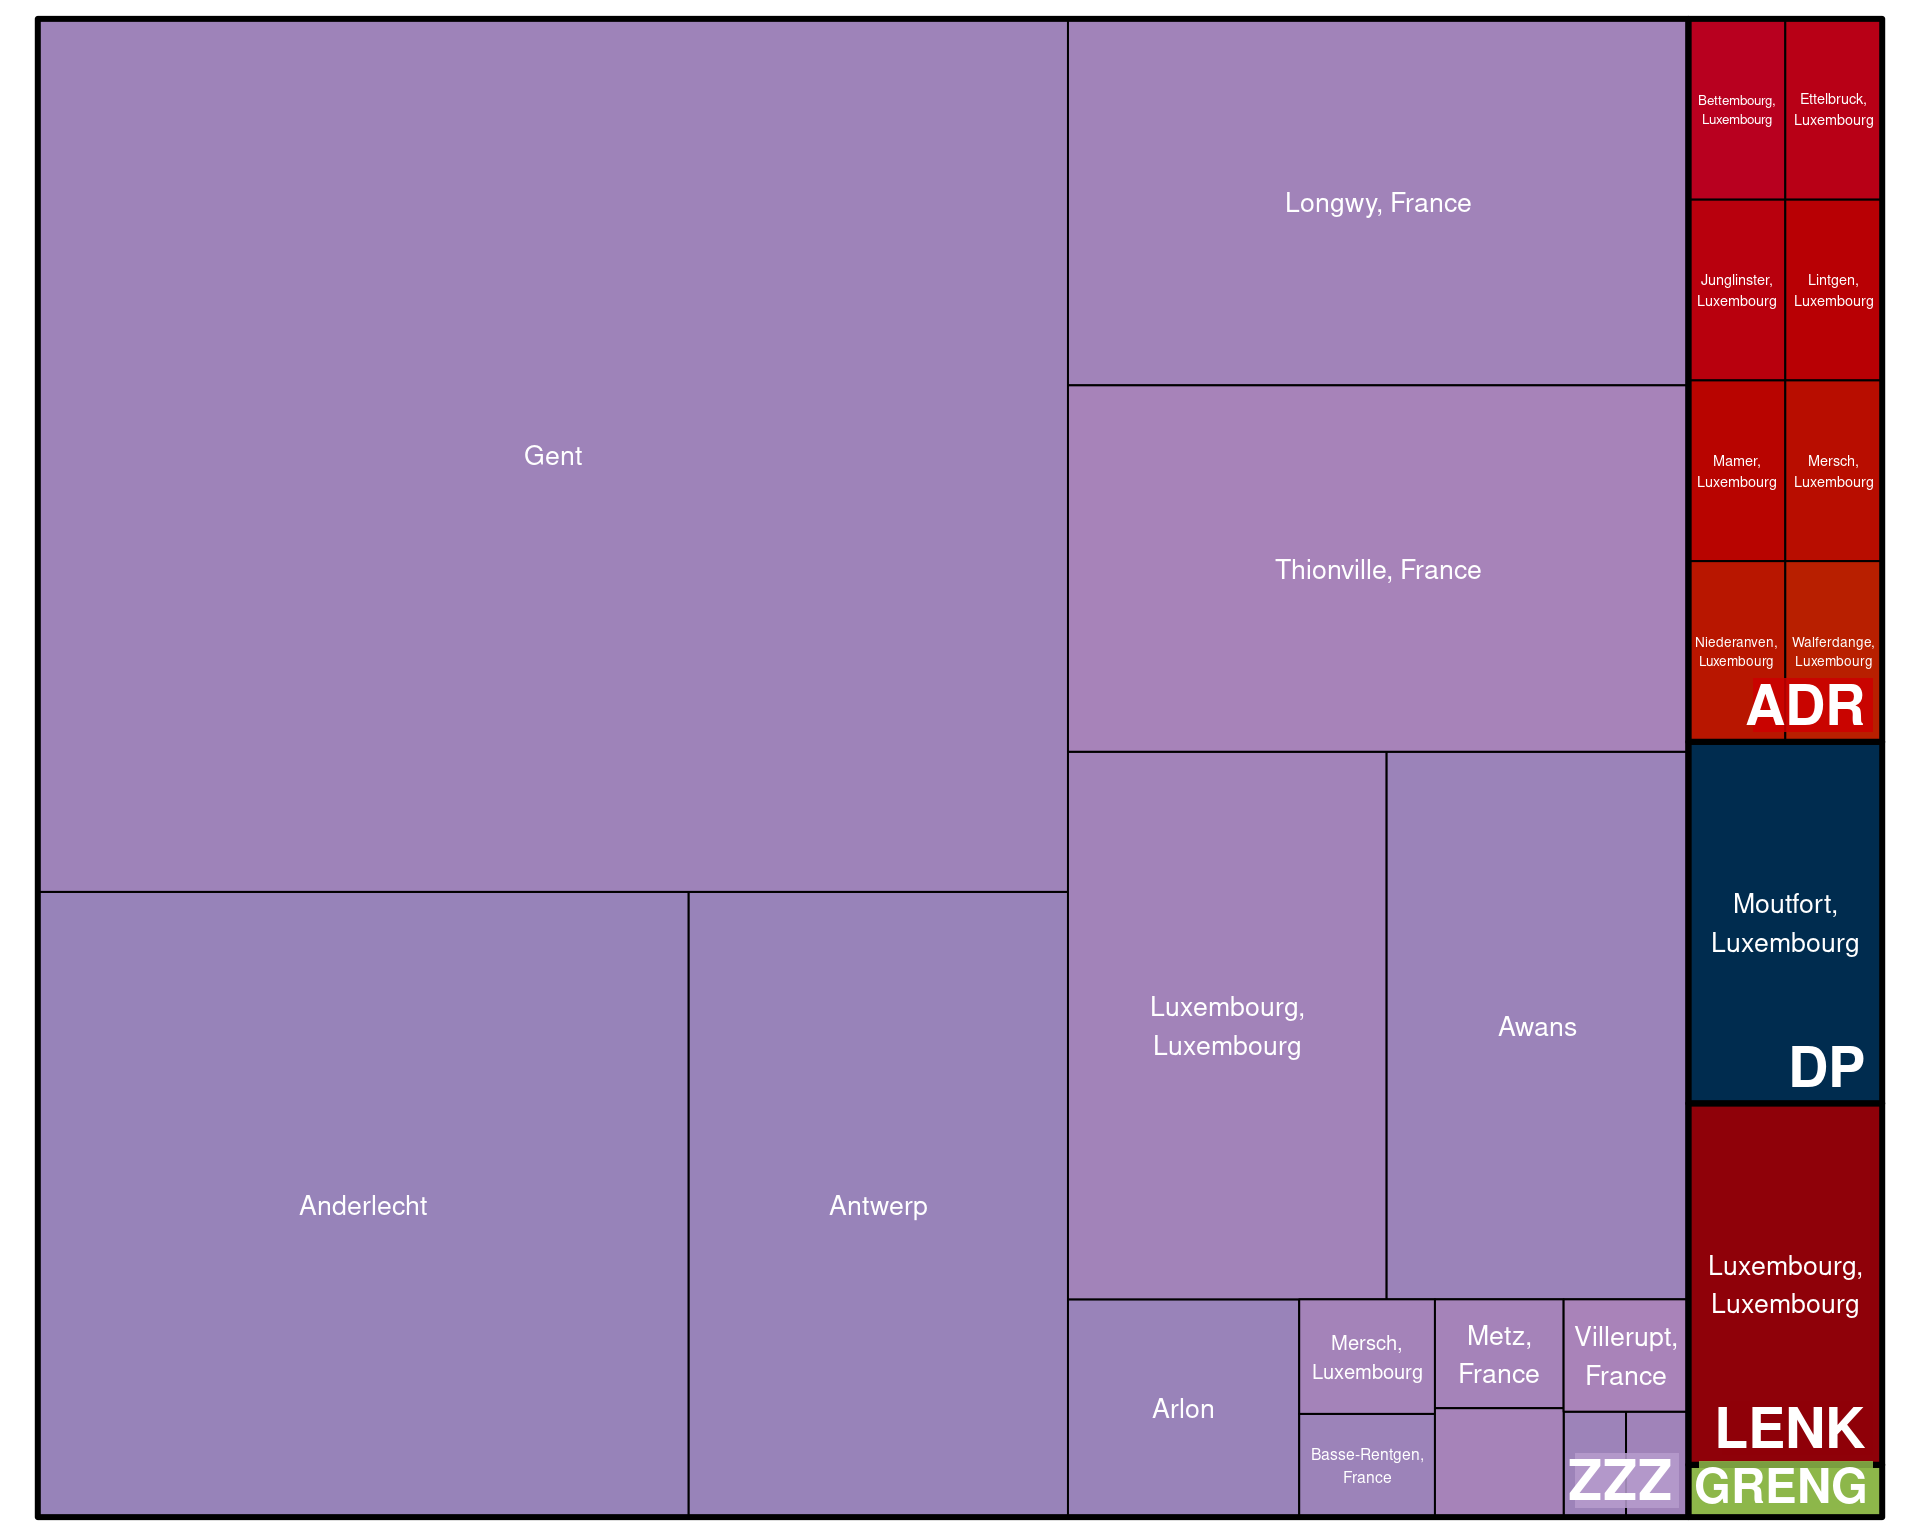 Gent
Anderlecht
Antwerp
Longwy, France
Thionville, France
Luxembourg,
Luxembourg
Awans
Arlon
Mersch,
Luxembourg
Basse-Rentgen,
France
Metz,
France
Villerupt,
France
ZZZ
Bettembourg,
Luxembourg
Ettelbruck,
Luxembourg
Junglinster,
Luxembourg
Lintgen,
Luxembourg
Mamer,
Luxembourg
Mersch,
Luxembourg
Niederanven,
Luxembourg
Walferdange,
Luxembourg
ADR
Moutfort,
Luxembourg
DP
Luxembourg,
Luxembourg
LENK
GRENG